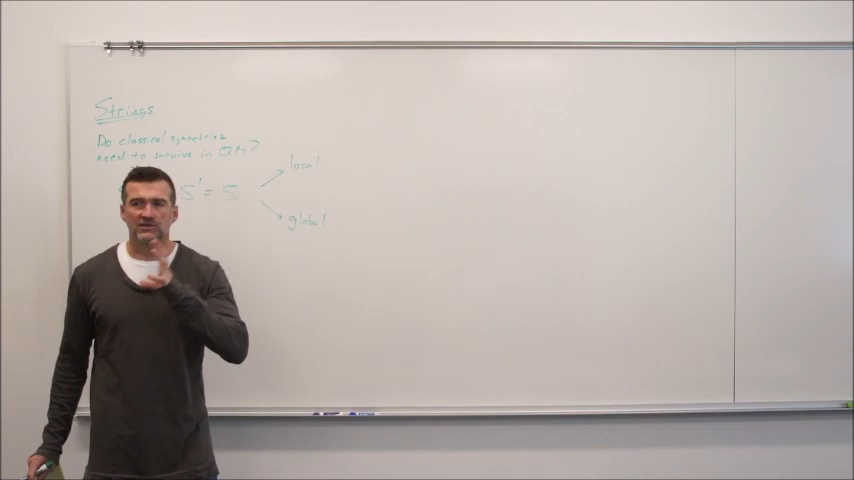 Strings
Do classical symmetries
need to survive in QM?
local
S' = S
global